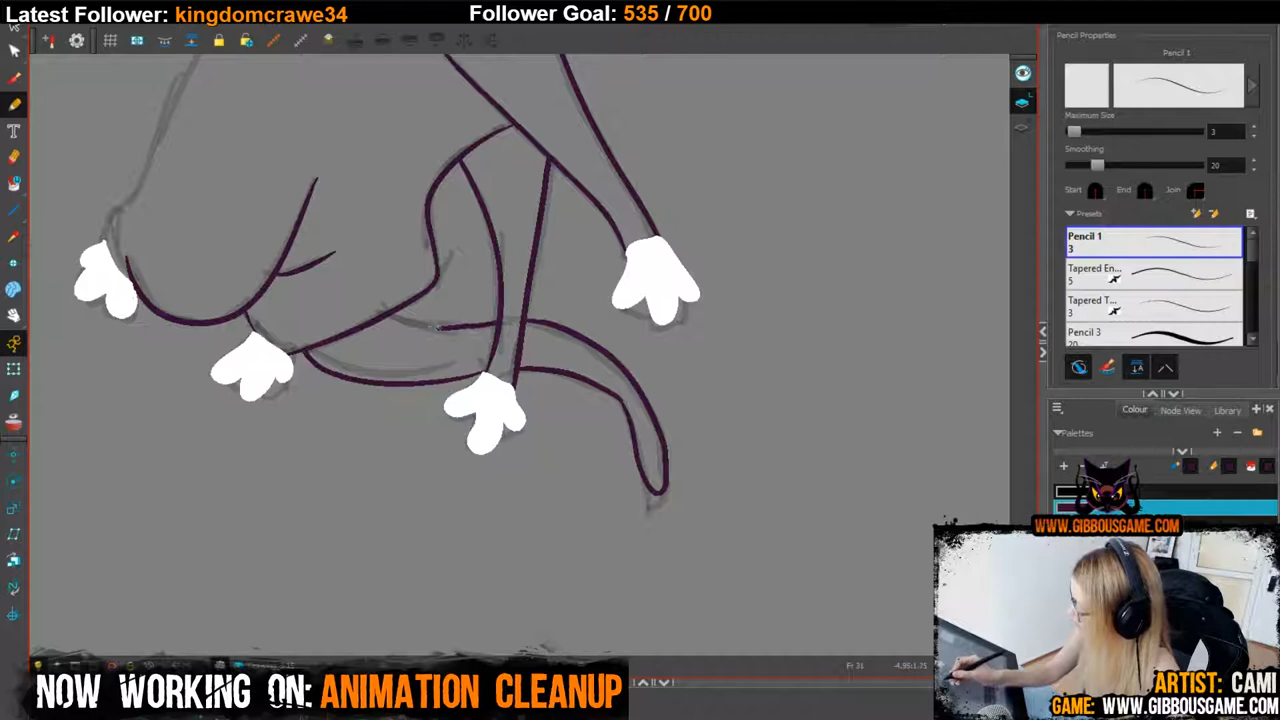 Latest Follower: kingdomcrawe34
Follower Goal: 535 / 700
Pencil Properties
Pencil 1
Maximum Size
3
Smoothing
20
Start
End
Join
Presets
Pencil 1
3
Tapered En...
5
Tapered T...
3
Pencil 3
20
Colour
Node View
Library
Palettes
WWW.GIBBOUSGAME.COM
Fr 31
NOW WORKING ON: ANIMATION CLEANUP
ARTIST: CAMI
GAME: WWW.GIBBOUSGAME.COM